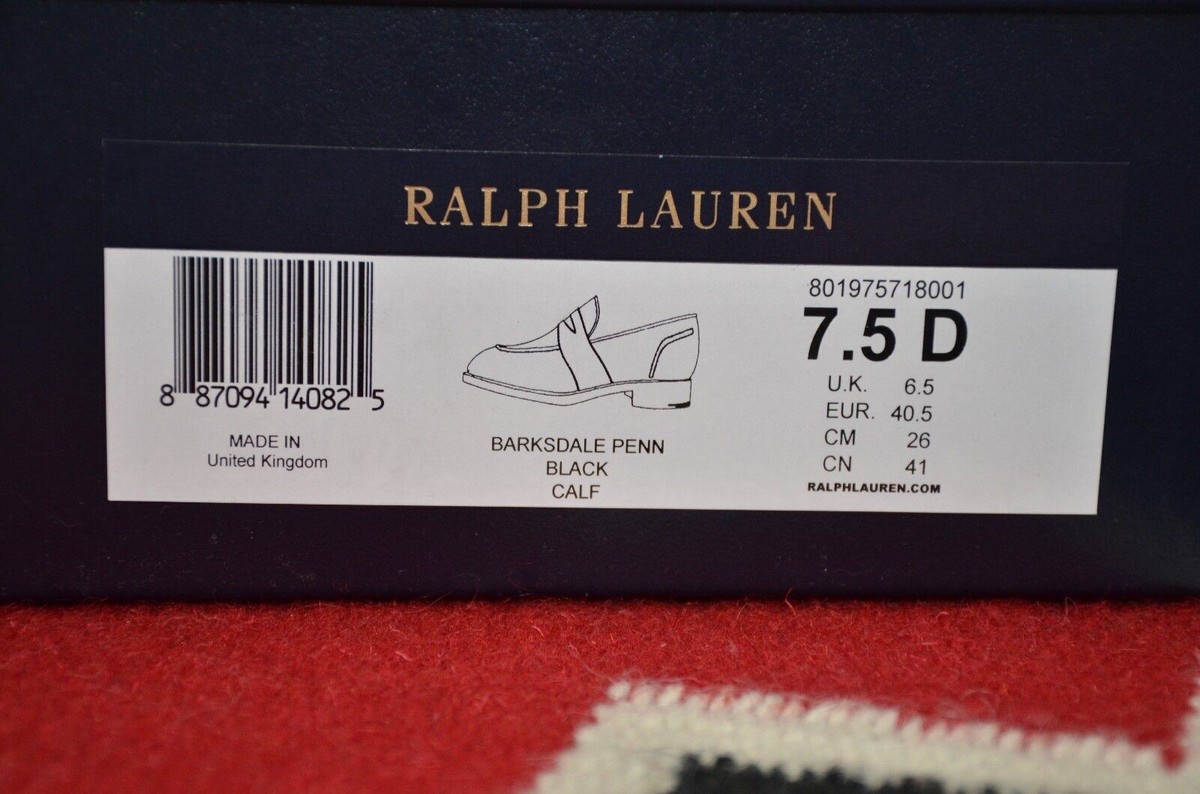 RALPH LAUREN
8 87094 14082 5
MADE IN
United Kingdom
BARKSDALE PENN
BLACK
CALF
801975718001
7.5 D
U.K. 6.5
EUR. 40.5
CM 26
CN 41
RALPHLAUREN.COM